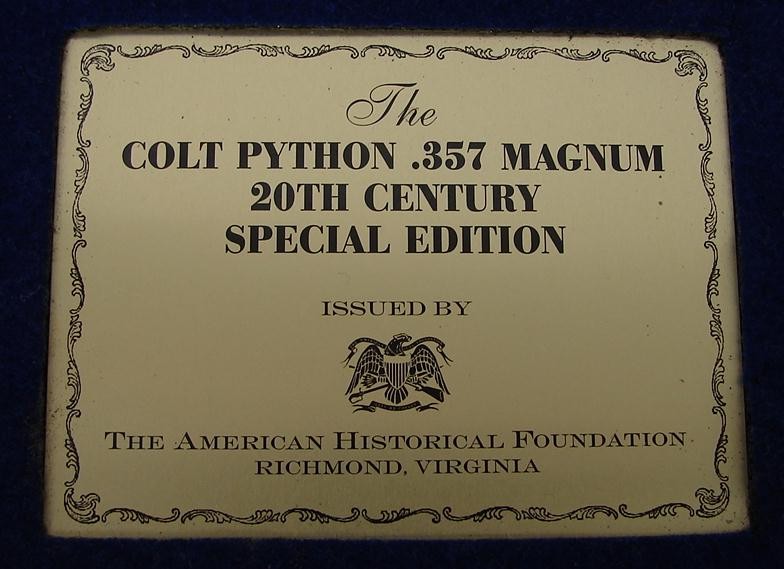 The
COLT PYTHON .357 MAGNUM
20TH CENTURY
SPECIAL EDITION
ISSUED BY
THE AMERICAN HISTORICAL FOUNDATION
RICHMOND, VIRGINIA